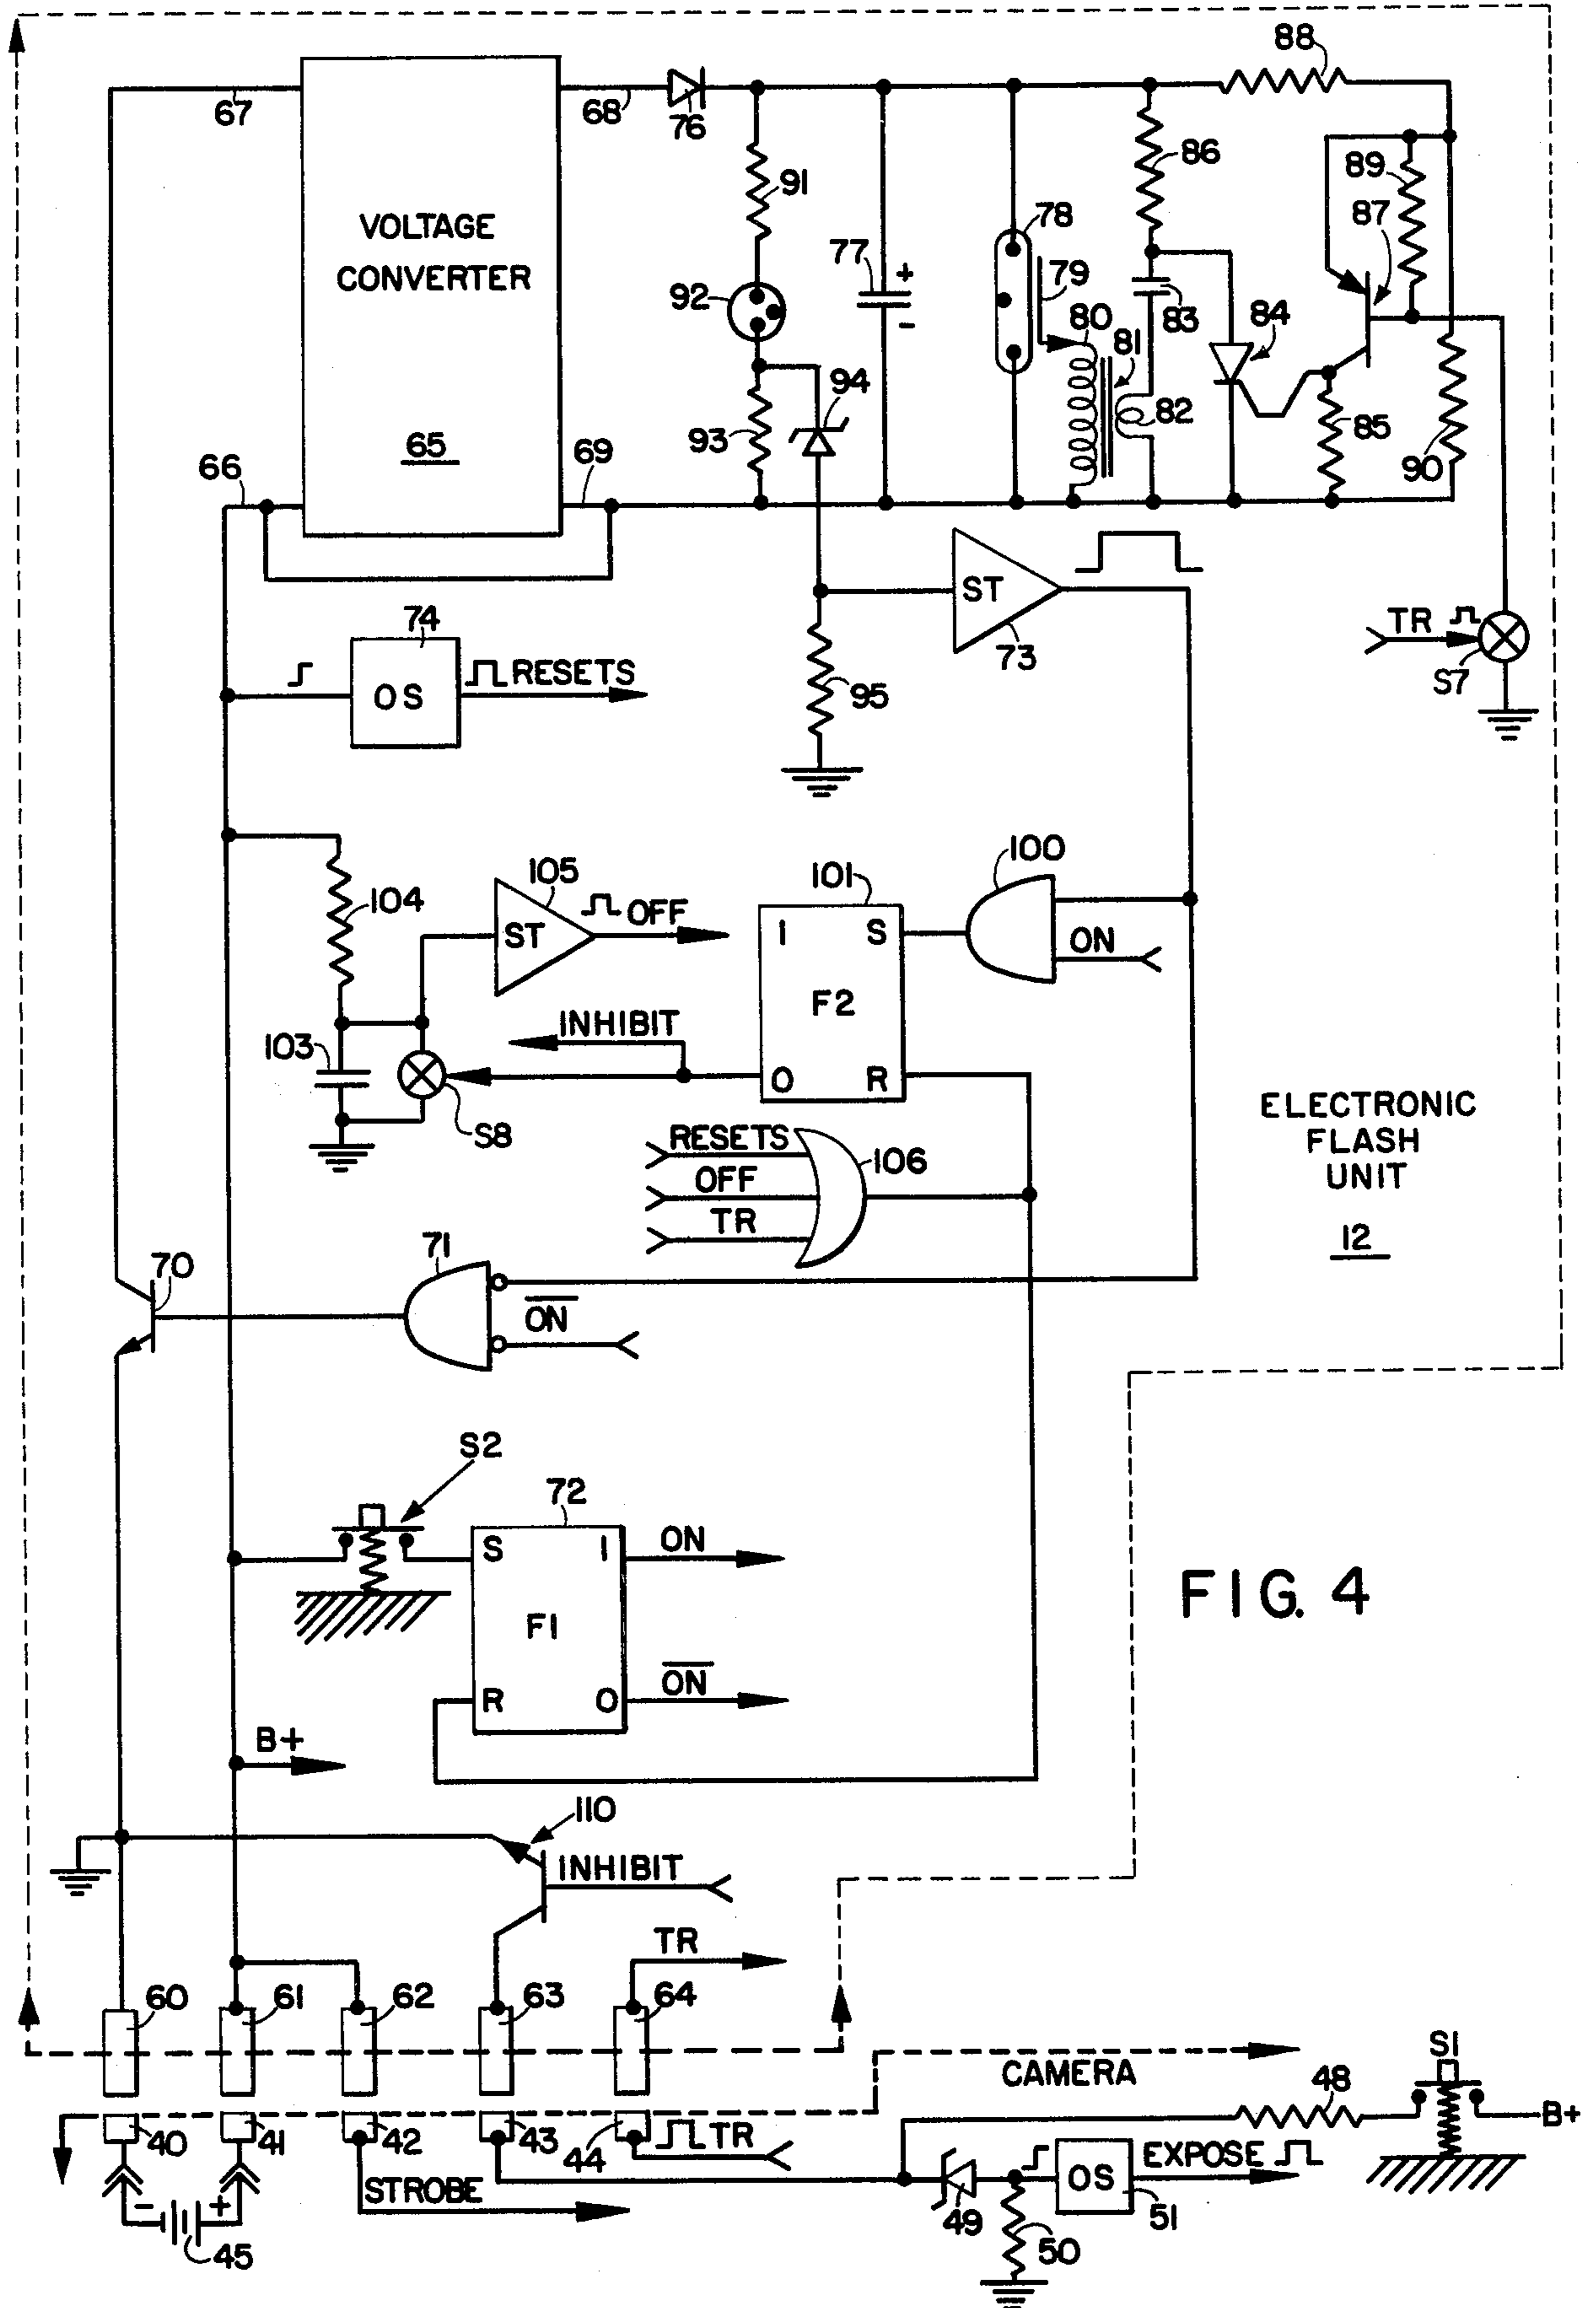 88
67
68
76
VOLTAGE
CONVERTER
65
91
86
89
87
78
77
+
-
92
79
83
84
80
81
94
82
93
85
90
66
69
ST
73
TR
S7
74
OS
RESETS
95
104
105
ST
OFF
101
I
S
F2
O
R
100
ON
103
INHIBIT
S8
RESETS
OFF
TR
106
ELECTRONIC
FLASH
UNIT
12
70
71
ON
S2
72
S
I
ON
F1
R
O
ON
FIG. 4
B+
110
INHIBIT
TR
60
61
62
63
64
CAMERA
S1
48
B+
40
41
42
43
44
TR
STROBE
-
+
45
49
50
OS
51
EXPOSE